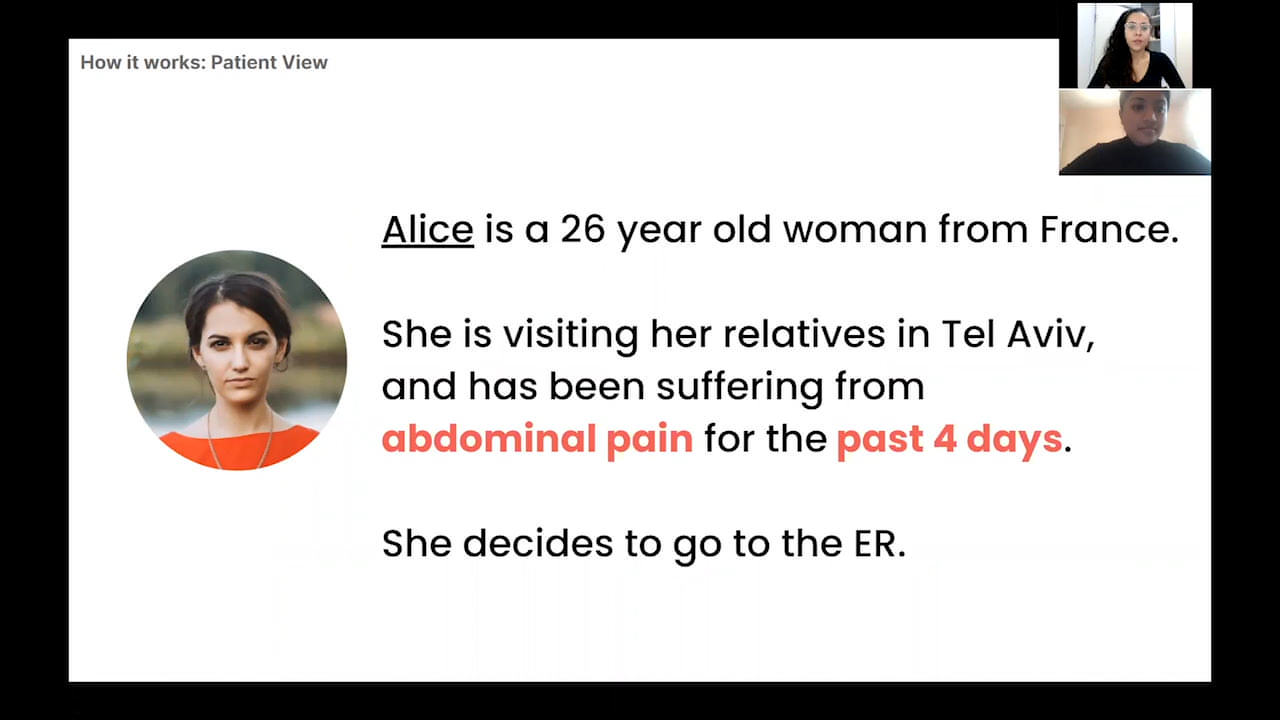 How it works: Patient View
Alice is a 26 year old woman from France.
She is visiting her relatives in Tel Aviv,
and has been suffering from
abdominal pain for the past 4 days.
She decides to go to the ER.